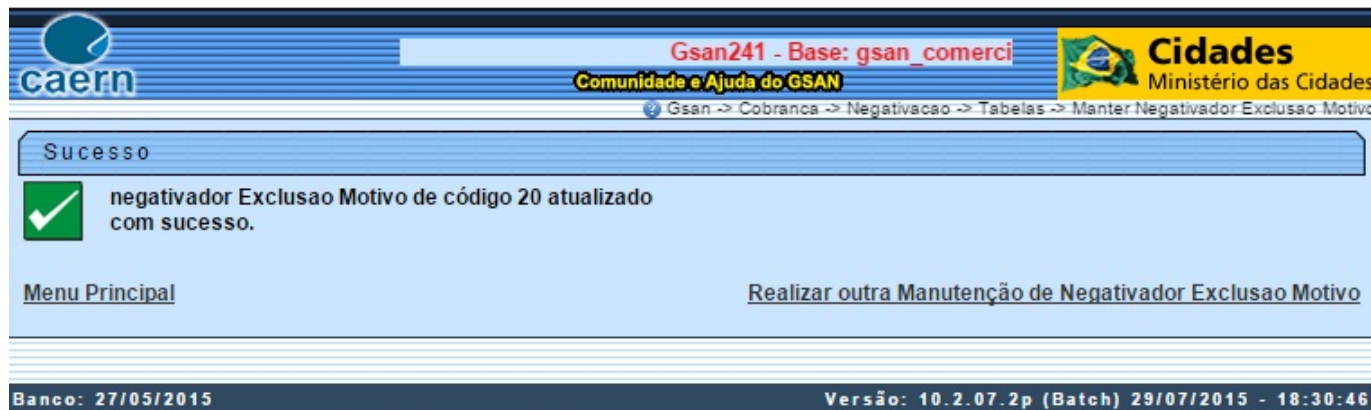 caern
Gsan241 - Base: gsan_comerci
Comunidade e Ajuda do GSAN
Cidades
Ministério das Cidades
Gsan -> Cobranca -> Negativacao -> Tabelas -> Manter Negativador Exclusao Motivo
Sucesso
negativador Exclusao Motivo de código 20 atualizado
com sucesso.
Menu Principal
Realizar outra Manutenção de Negativador Exclusao Motivo
Banco: 27/05/2015
Versão: 10.2.07.2p (Batch) 29/07/2015 - 18:30:46